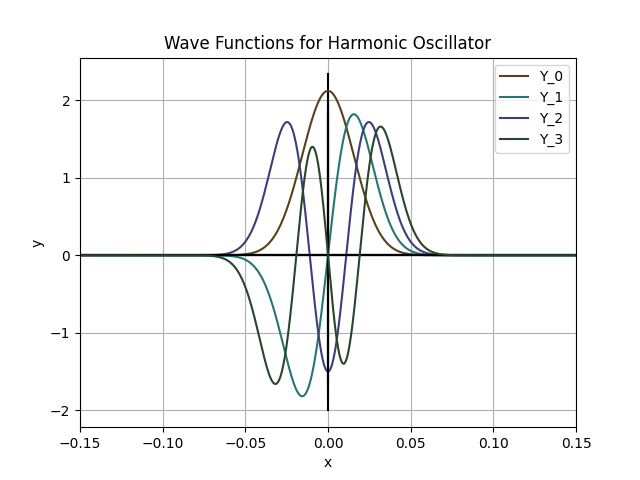 Wave Functions for Harmonic Oscillator
Y_0
Y_1
Y_2
Y_3
y
2
1
0
−1
−2
−0.15
−0.10
−0.05
0.00
0.05
0.10
0.15
x